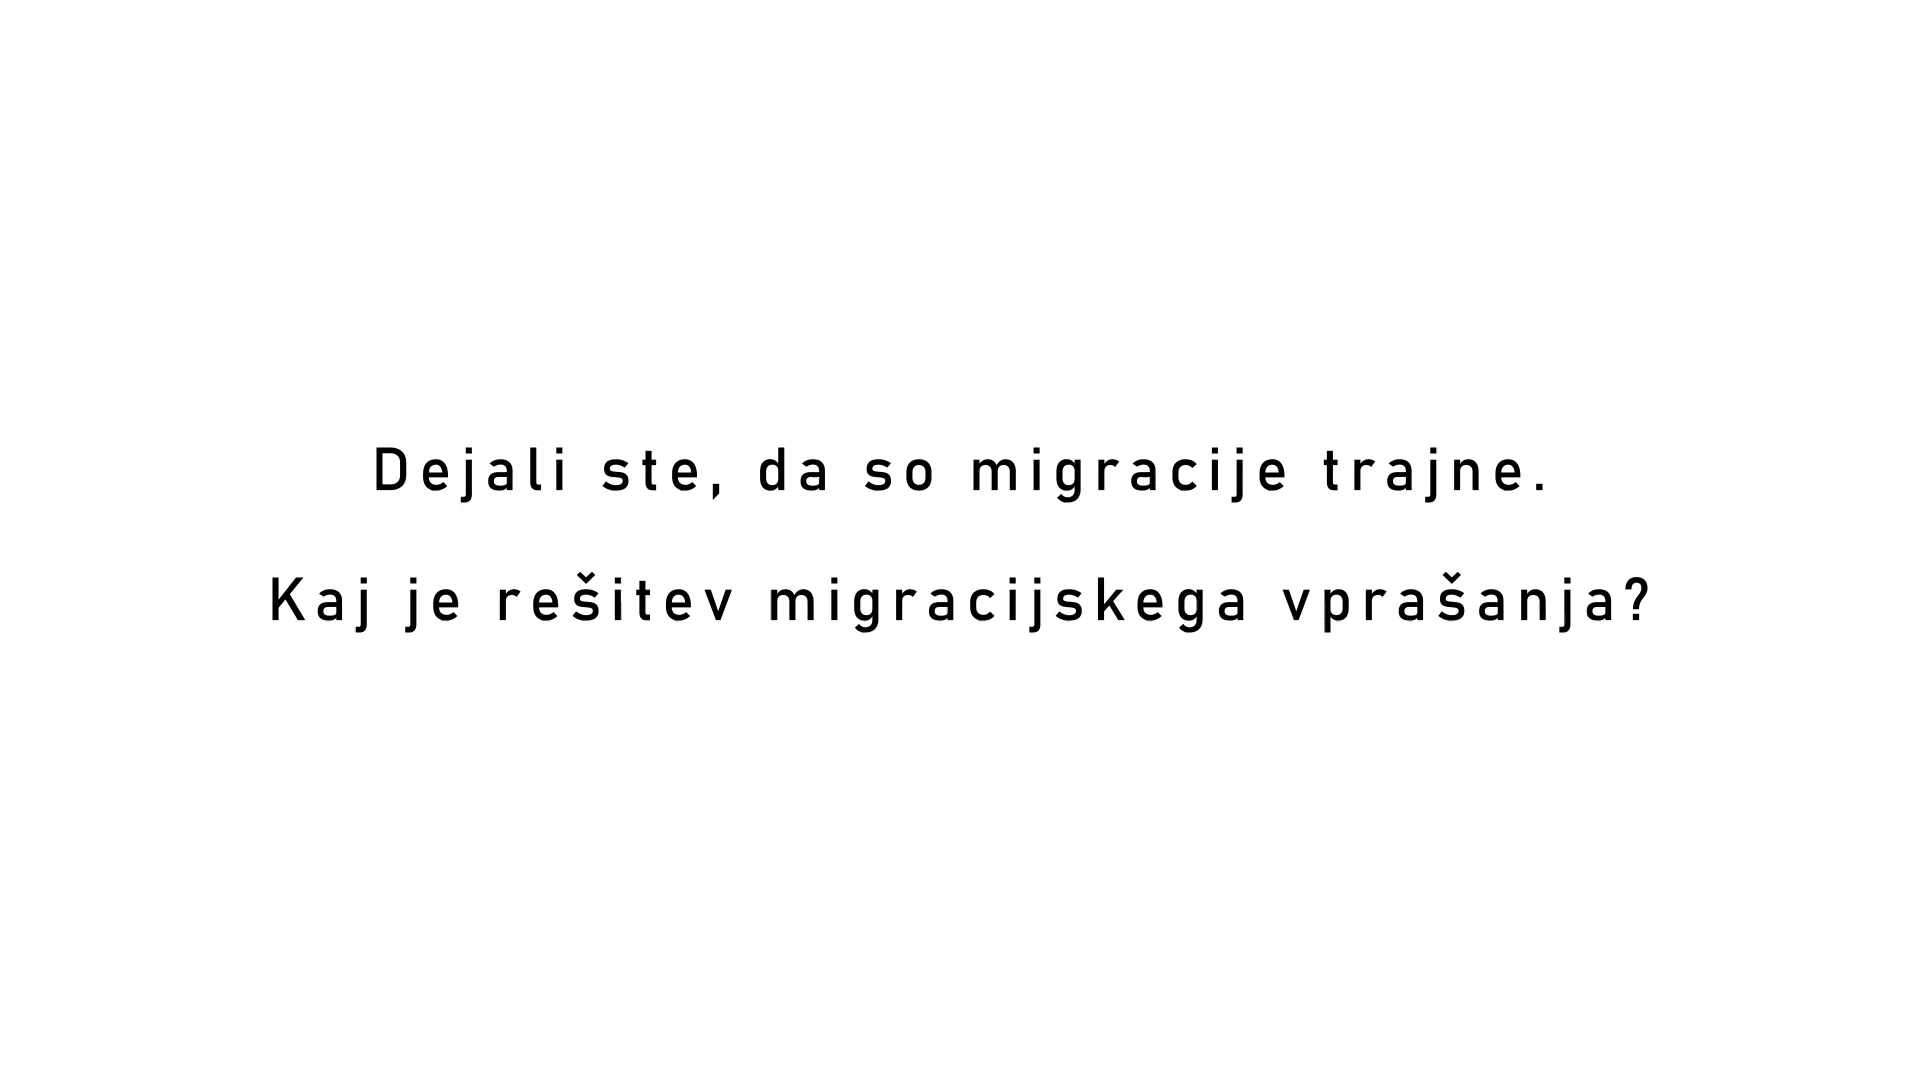 Dejali ste, da so migracije trajne.
Kaj je rešitev migracijskega vprašanja?